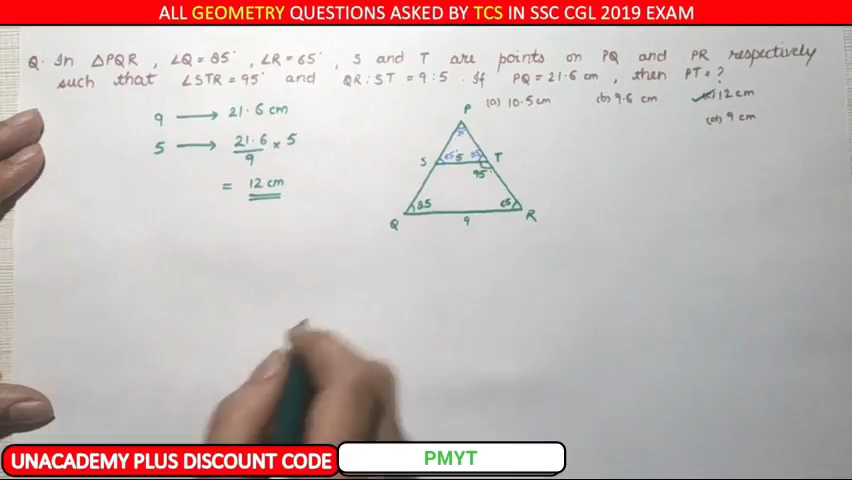 ALL GEOMETRY QUESTIONS ASKED BY TCS IN SSC CGL 2019 EXAM
Q. In △PQR, ∠Q = 85°, ∠R = 65°, S and T are points on PQ and PR respectively
such that ∠STR = 95° and QR : ST = 9 : 5. If PQ = 21.6 cm, then PT = ?
(a) 10.5 cm (b) 9.6 cm (c) 12 cm
(d) 9 cm
9 → 21.6 cm
5 → 21.6/9 × 5
= 12 cm
P
S 65° 5 85 T
95°
85 65
Q 9 R
UNACADEMY PLUS DISCOUNT CODE PMYT